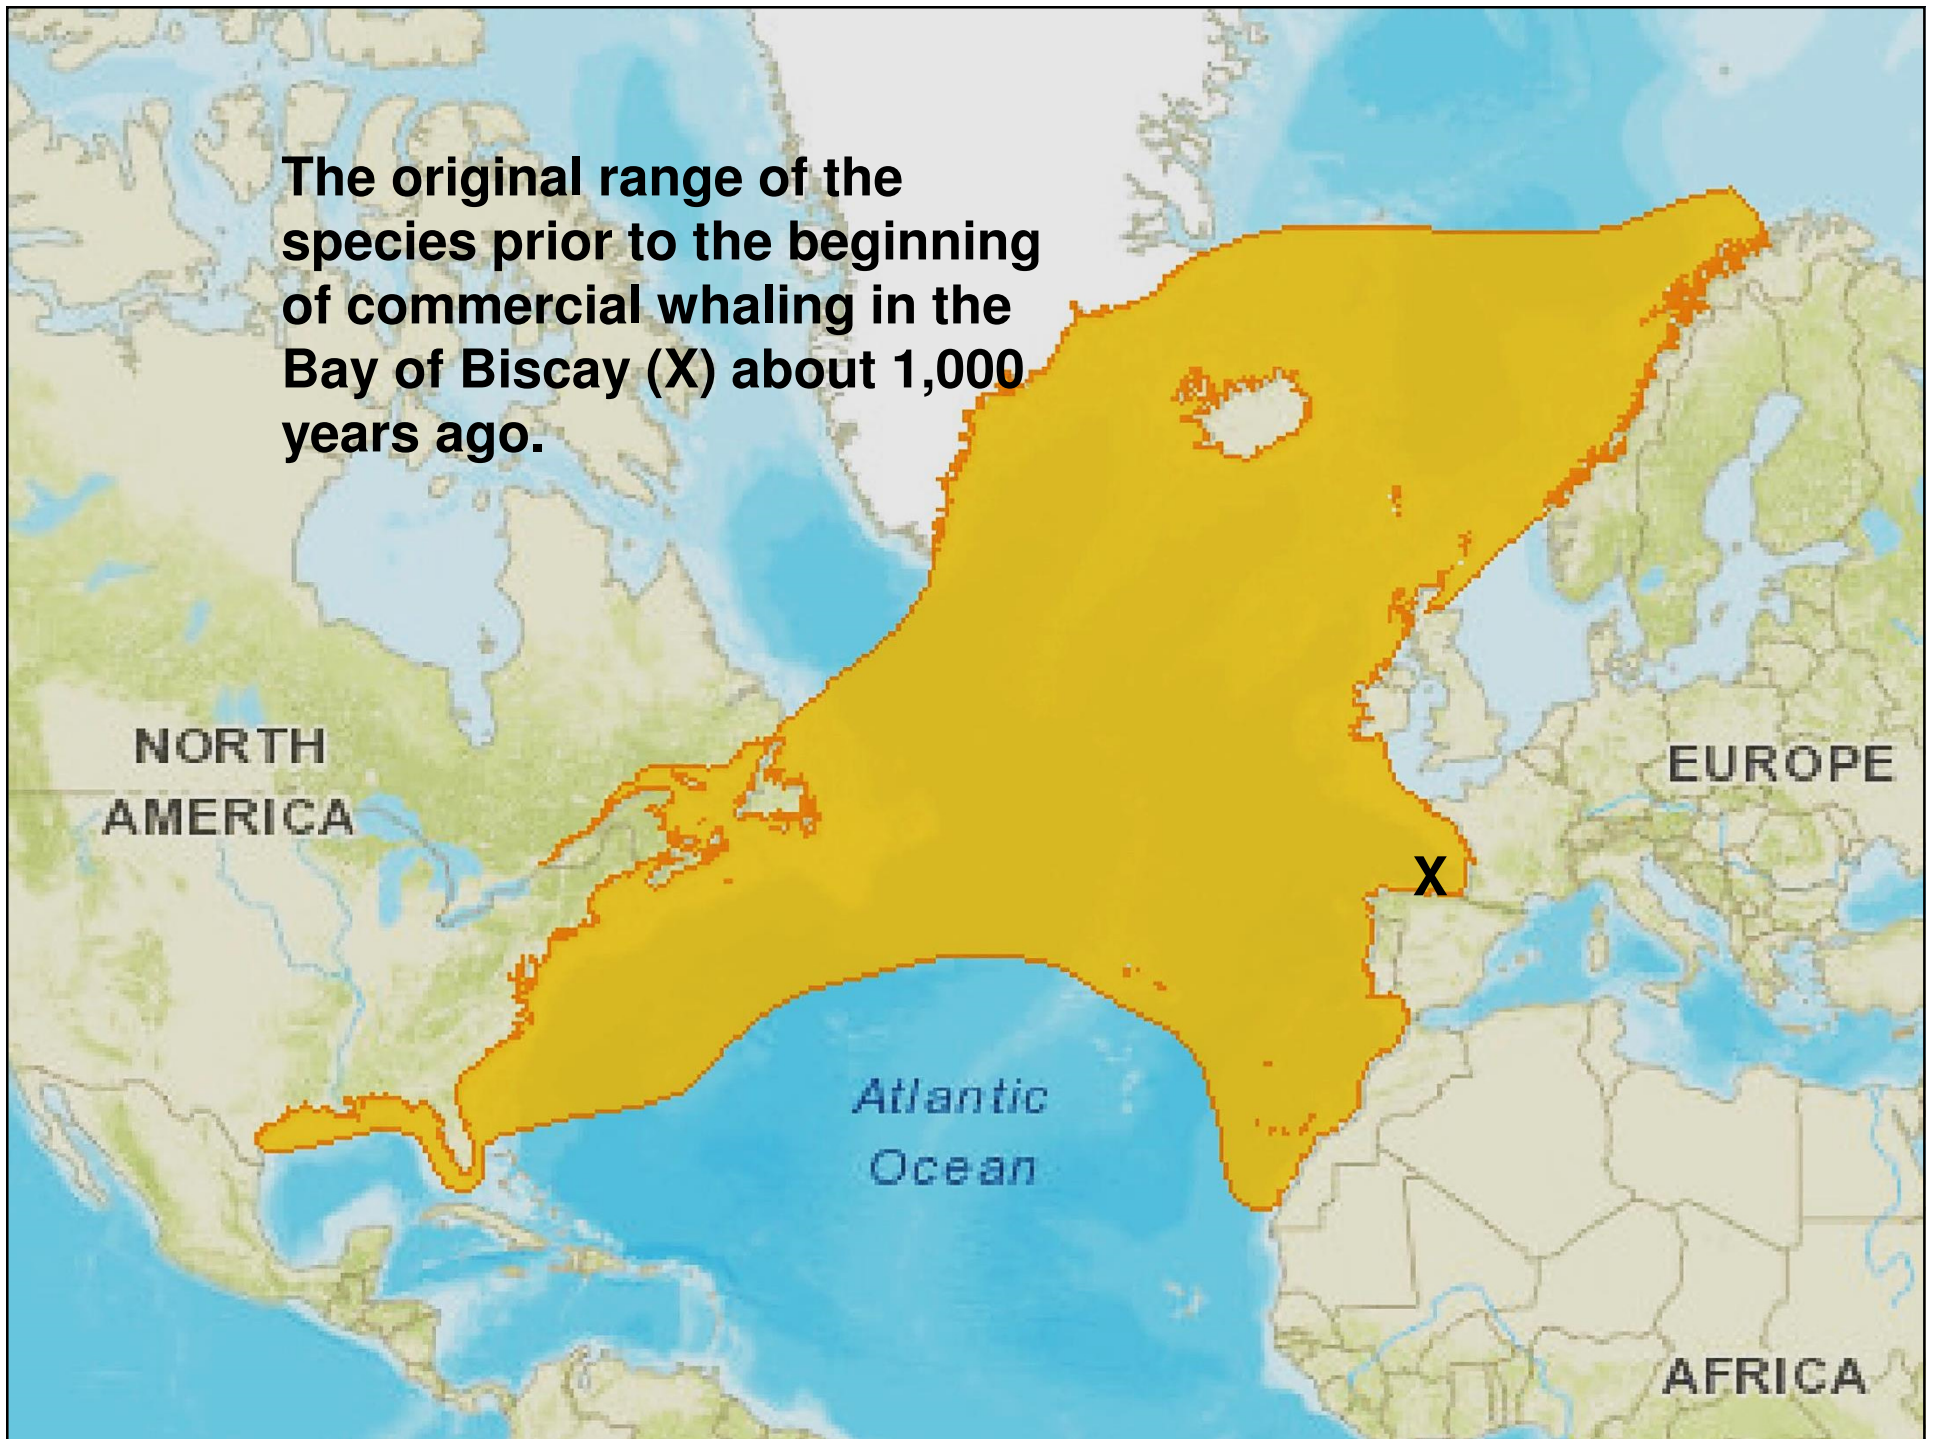 The original range of the
species prior to the beginning
of commercial whaling in the
Bay of Biscay (X) about 1,000
years ago.
NORTH
AMERICA
EUROPE
X
Atlantic
Ocean
AFRICA